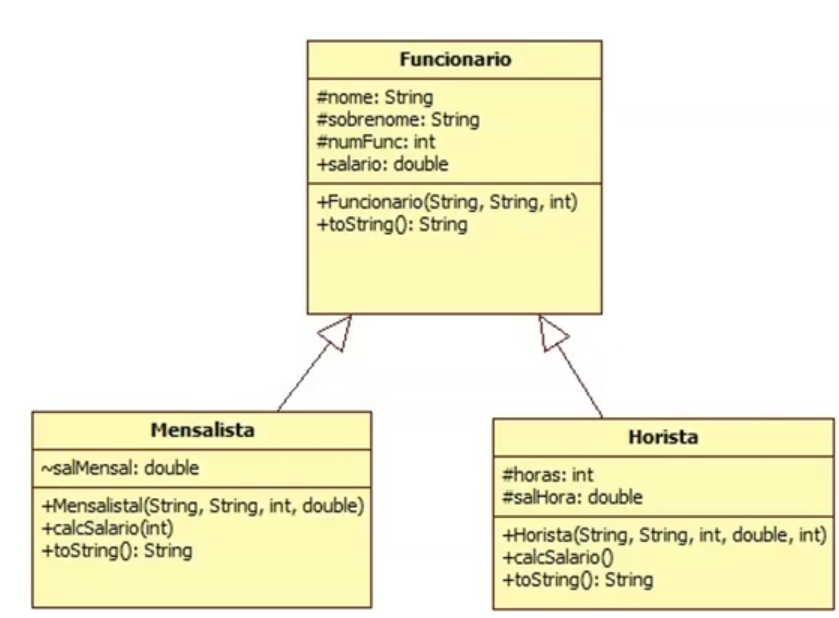 Funcionario
#nome: String
#sobrenome: String
#numFunc: int
+salario: double
+Funcionario(String, String, int)
+toString(): String
Mensalista
~salMensal: double
+Mensalistal(String, String, int, double)
+calcSalario(int)
+toString(): String
Horista
#horas: int
#salHora: double
+Horista(String, String, int, double, int)
+calcSalario()
+toString(): String